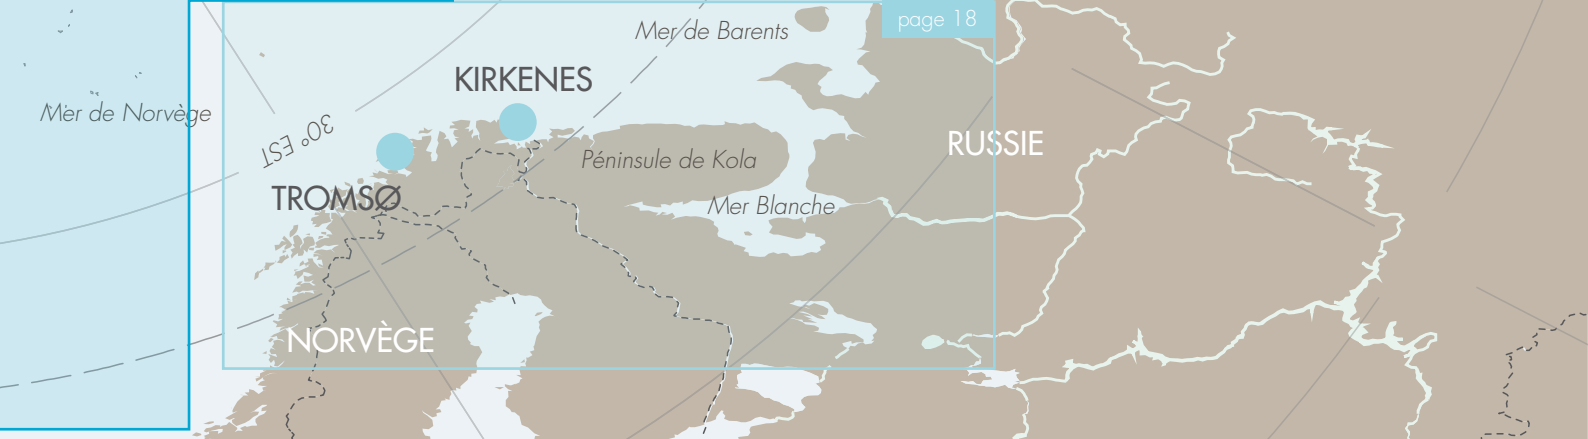 page 18
Mer de Barents
KIRKENES
Mer de Norvège
30° EST
RUSSIE
Péninsule de Kola
TROMSØ
Mer Blanche
NORVÈGE